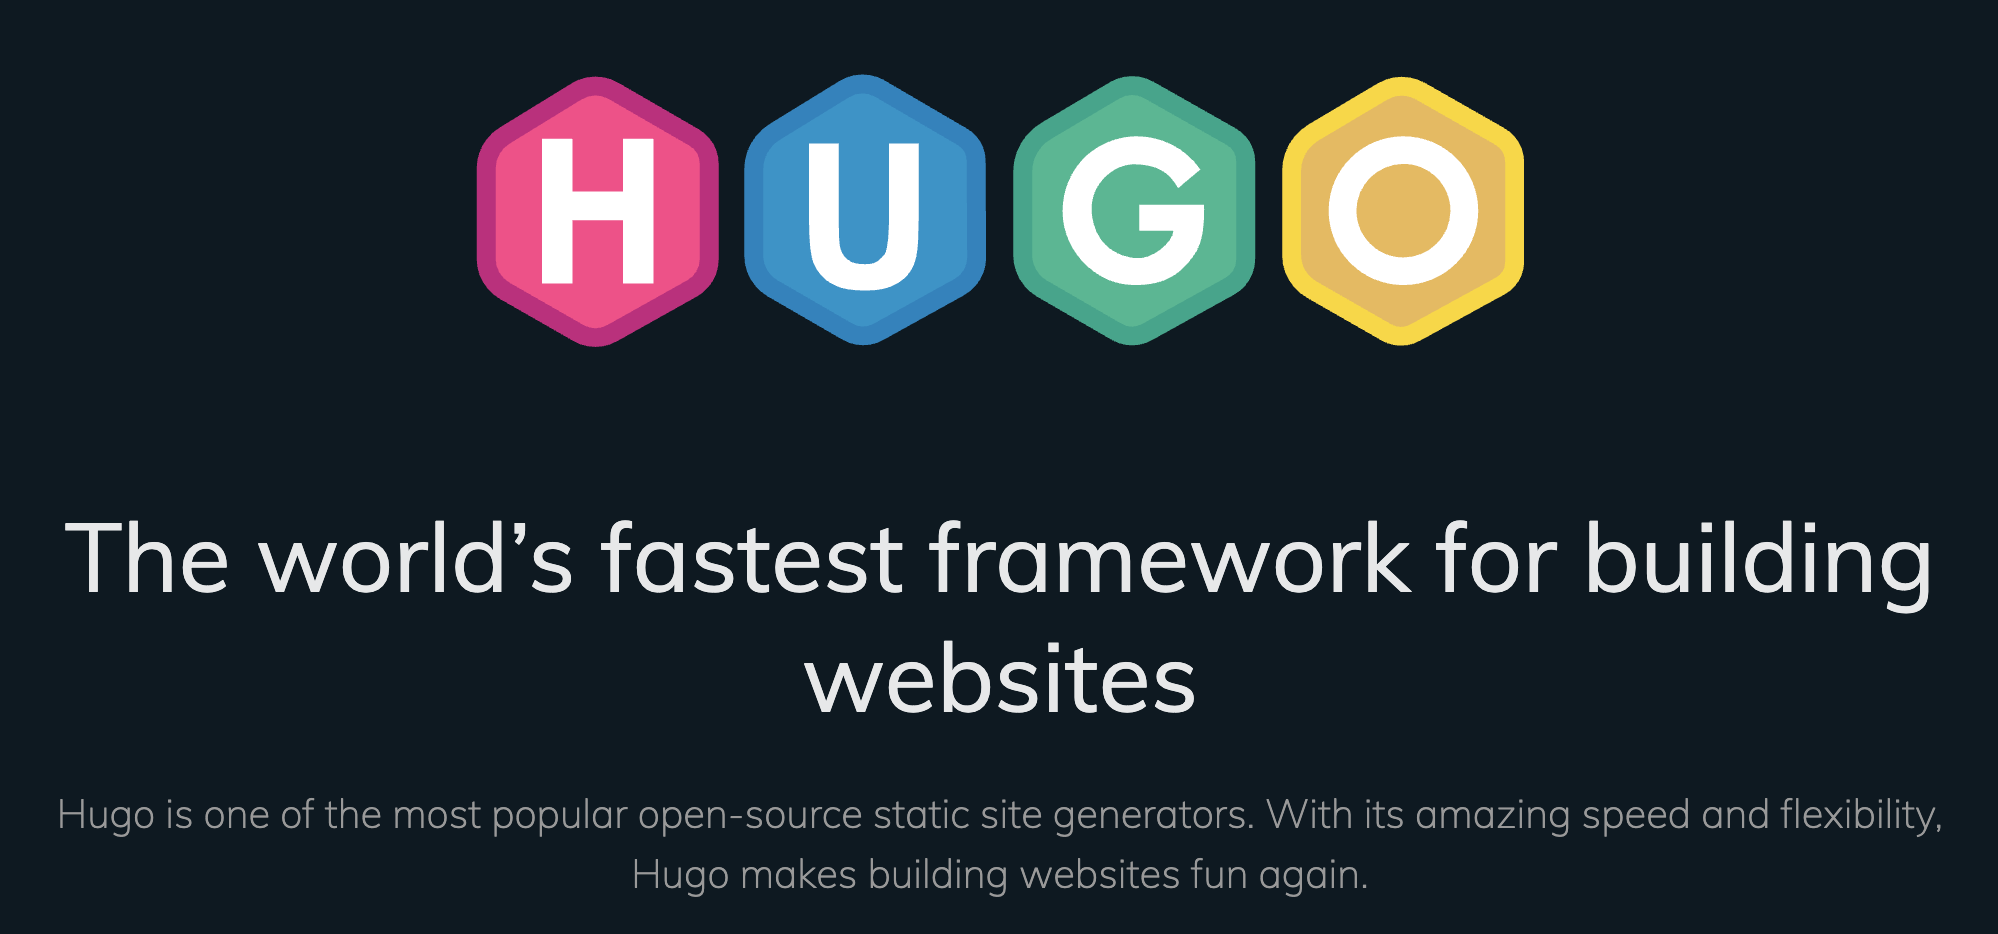 HUGO
The world’s fastest framework for building
websites
Hugo is one of the most popular open-source static site generators. With its amazing speed and flexibility,
Hugo makes building websites fun again.